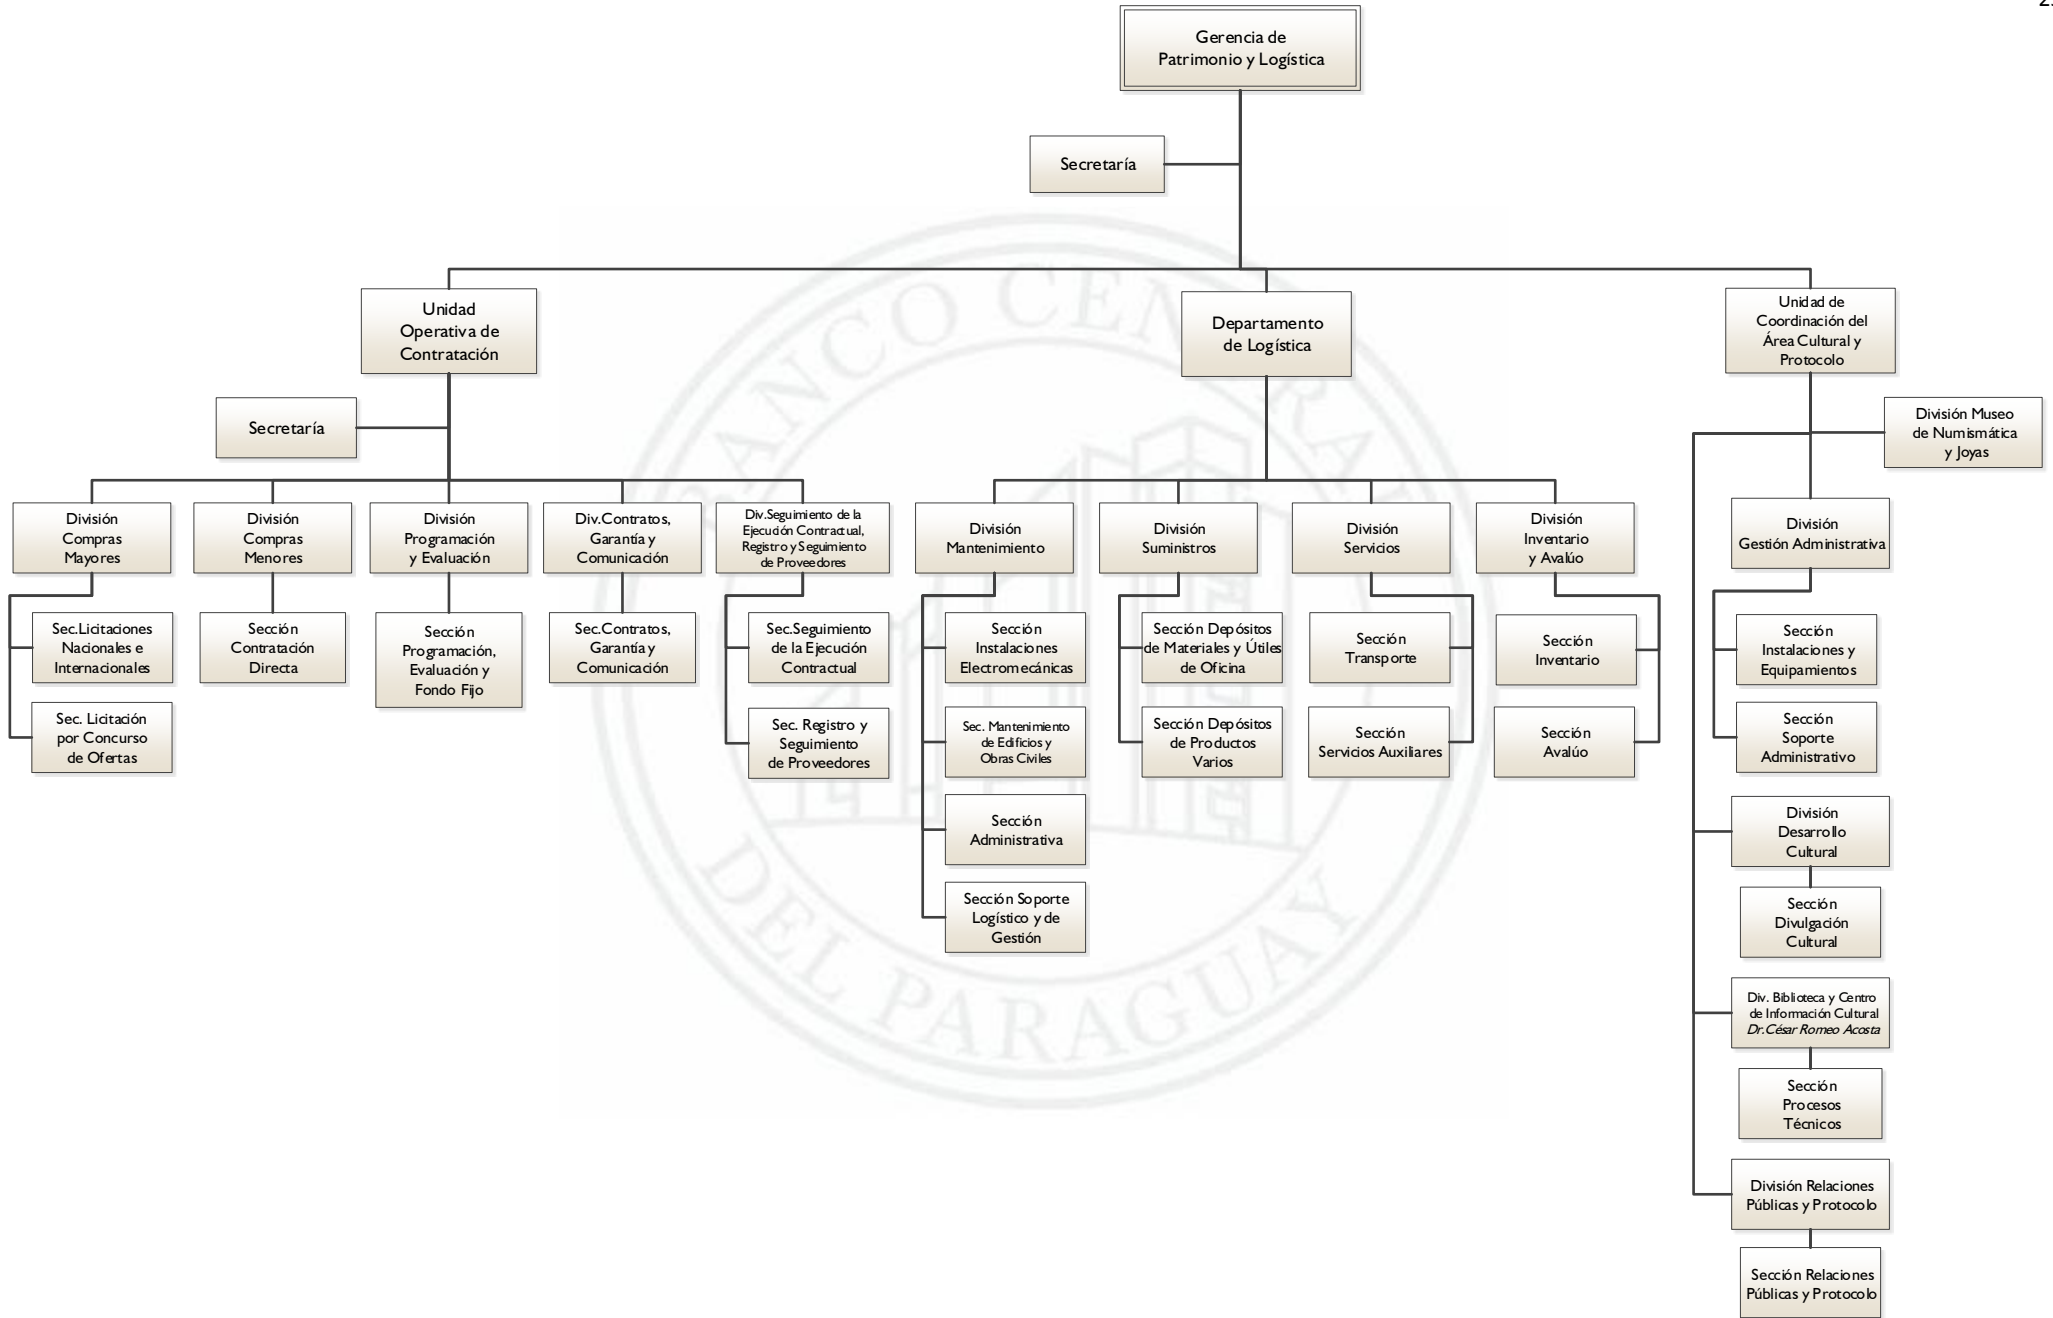 Gerencia de
Patrimonio y Logística
Secretaría
Unidad
Operativa de
Contratación
Departamento
de Logística
Unidad de
Coordinación del
Área Cultural y
Protocolo
Secretaría
División Museo
de Numismática
y Joyas
División
Compras
Mayores
División
Compras
Menores
División
Programación
y Evaluación
Div.Contratos,
Garantía y
Comunicación
Div.Seguimiento de la
Ejecución Contractual,
Registro y Seguimiento
de Proveedores
División
Mantenimiento
División
Suministros
División
Servicios
División
Inventario
y Avalúo
División
Gestión Administrativa
Sec.Licitaciones
Nacionales e
Internacionales
Sección
Contratación
Directa
Sección
Programación,
Evaluación y
Fondo Fijo
Sec.Contratos,
Garantía y
Comunicación
Sec.Seguimiento
de la Ejecución
Contractual
Sección
Instalaciones
Electromecánicas
Sección Depósitos
de Materiales y Útiles
de Oficina
Sección
Transporte
Sección
Inventario
Sección
Instalaciones y
Equipamientos
Sec. Licitación
por Concurso
de Ofertas
Sec. Registro y
Seguimiento
de Proveedores
Sec. Mantenimiento
de Edificios y
Obras Civiles
Sección Depósitos
de Productos
Varios
Sección
Servicios Auxiliares
Sección
Avalúo
Sección
Soporte
Administrativo
Sección
Administrativa
División
Desarrollo
Cultural
Sección Soporte
Logístico y de
Gestión
Sección
Divulgación
Cultural
Div. Biblioteca y Centro
de Información Cultural
Dr.César Romeo Acosta
Sección
Procesos
Técnicos
División Relaciones
Públicas y Protocolo
Sección Relaciones
Públicas y Protocolo
BANCO CENTRAL
DEL PARAGUAY